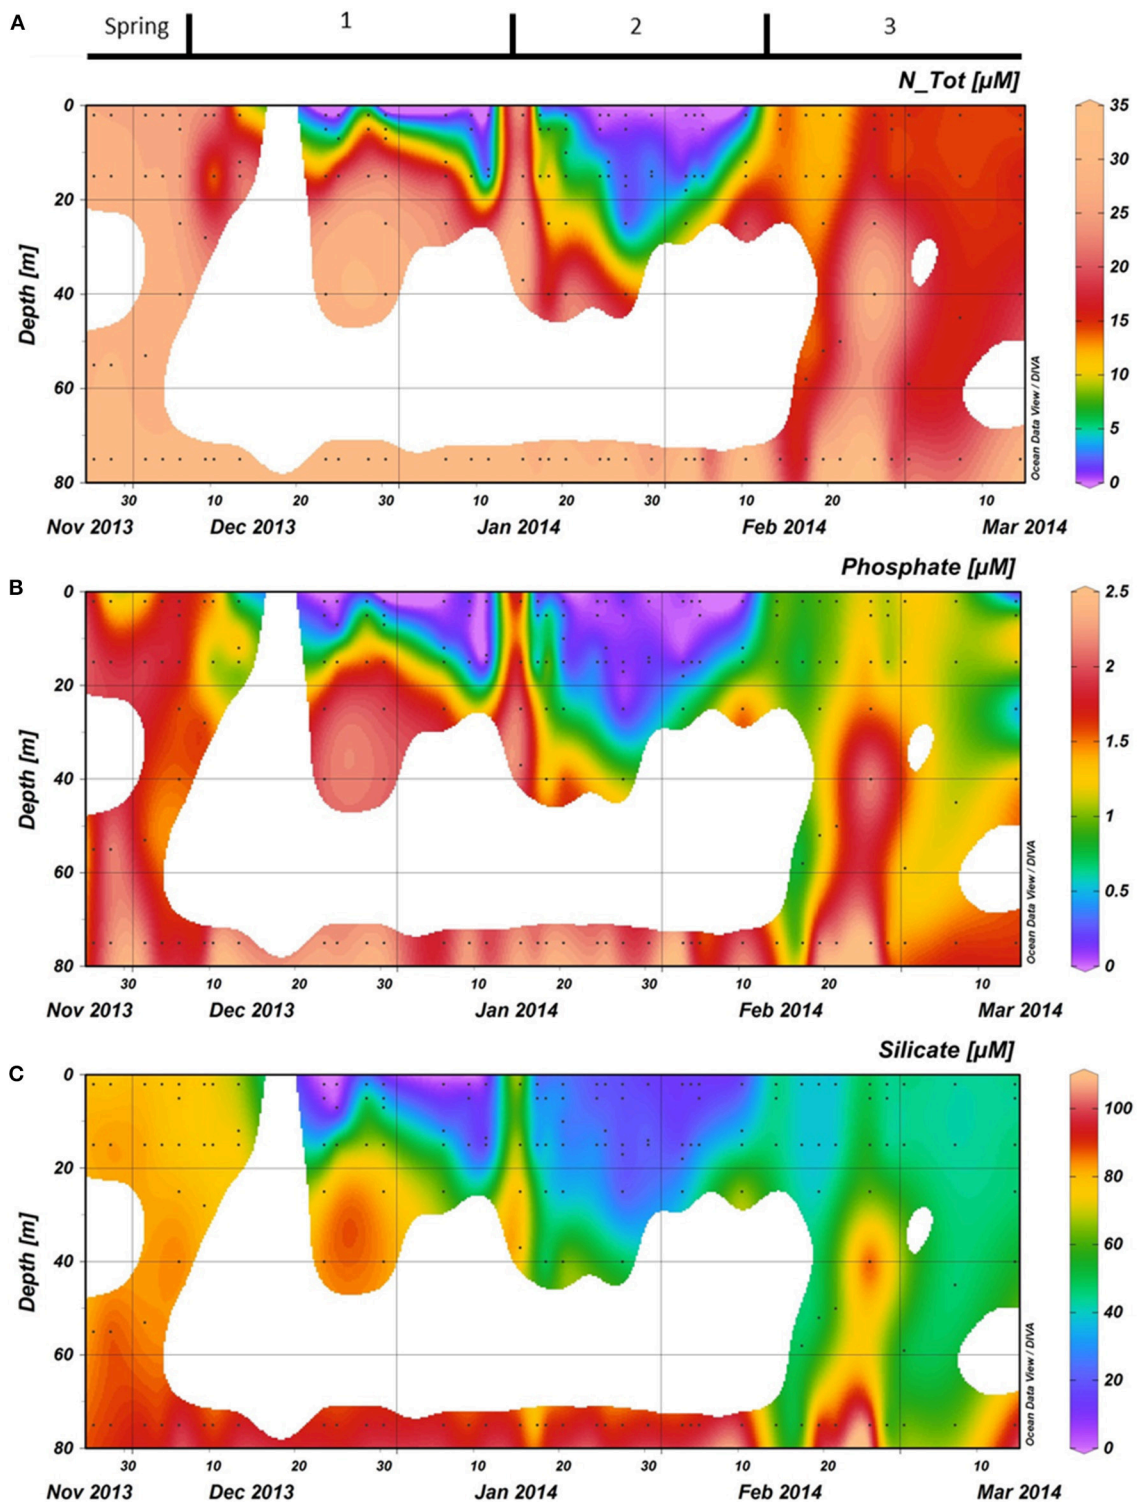 A
Spring 1 2 3
N_Tot [µM]
0
20
40
60
80
Depth [m]
35
30
25
20
15
10
5
0
Ocean Data View / DIVA
30 10 20 30 10 20 30 10 20 10
Nov 2013 Dec 2013 Jan 2014 Feb 2014 Mar 2014
B
Phosphate [µM]
0
20
40
60
80
Depth [m]
2.5
2
1.5
1
0.5
0
Ocean Data View / DIVA
30 10 20 30 10 20 30 10 20 10
Nov 2013 Dec 2013 Jan 2014 Feb 2014 Mar 2014
C
Silicate [µM]
0
20
40
60
80
Depth [m]
100
80
60
40
20
0
Ocean Data View / DIVA
30 10 20 30 10 20 30 10 20 10
Nov 2013 Dec 2013 Jan 2014 Feb 2014 Mar 2014